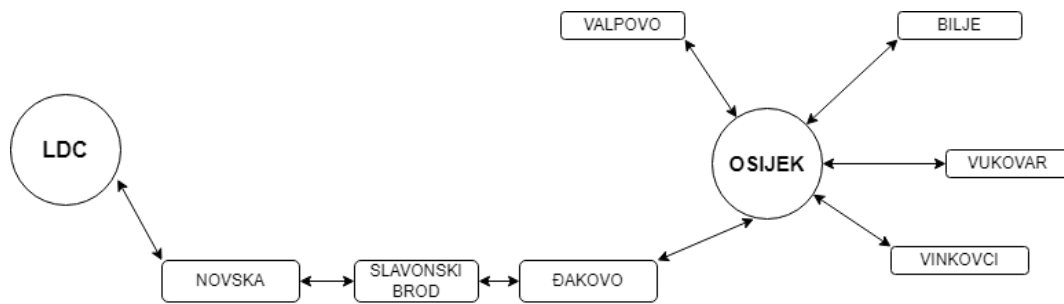 VALPOVO
BILJE
LDC
OSIJEK
VUKOVAR
VINKOVCI
NOVSKA
SLAVONSKI
BROD
ĐAKOVO